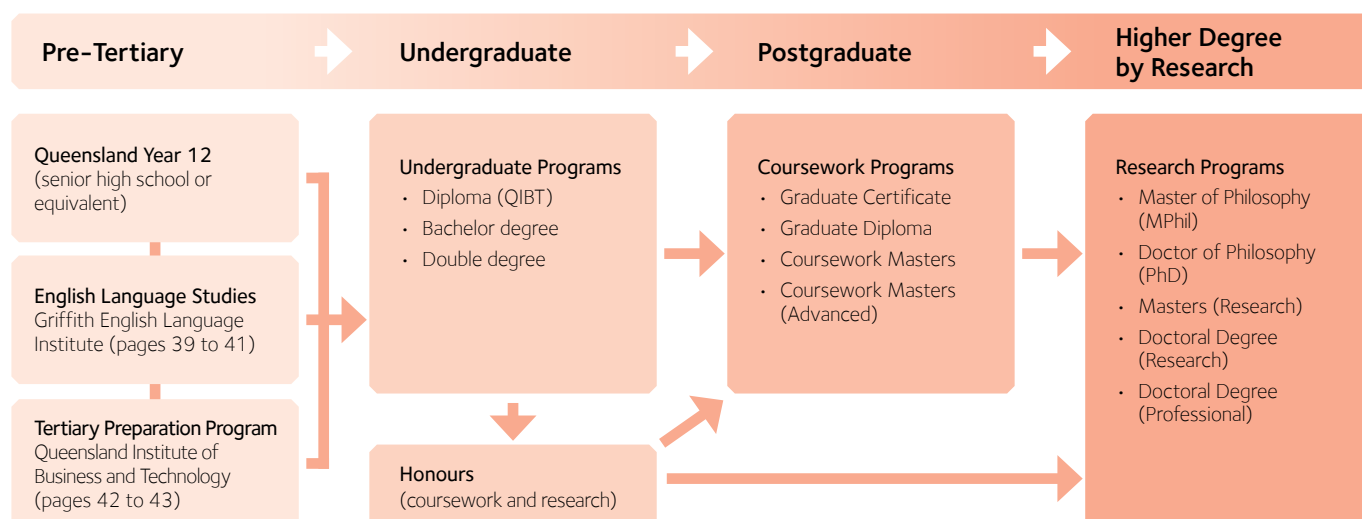 Pre-Tertiary
Undergraduate
Postgraduate
Higher Degree
by Research
Queensland Year 12
(senior high school or
equivalent)
English Language Studies
Griffith English Language
Institute (pages 39 to 41)
Tertiary Preparation Program
Queensland Institute of
Business and Technology
(pages 42 to 43)
Undergraduate Programs
• Diploma (QIBT)
• Bachelor degree
• Double degree
Honours
(coursework and research)
Coursework Programs
• Graduate Certificate
• Graduate Diploma
• Coursework Masters
• Coursework Masters
(Advanced)
Research Programs
• Master of Philosophy
(MPhil)
• Doctor of Philosophy
(PhD)
• Masters (Research)
• Doctoral Degree
(Research)
• Doctoral Degree
(Professional)